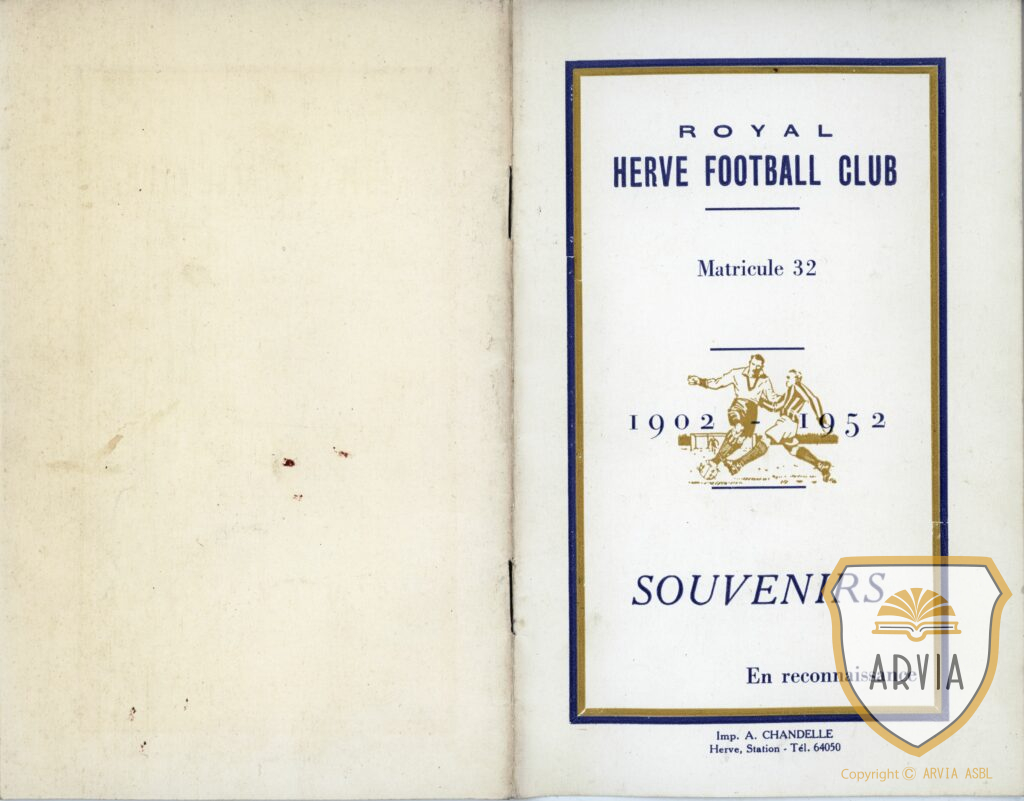 ROYAL
HERVE FOOTBALL CLUB
Matricule 32
1902 - 1952
SOUVENIRS
En reconnaissance
Imp. A. CHANDELLE
Herve, Station - Tél. 64050
ARVIA
Copyright © ARVIA ASBL